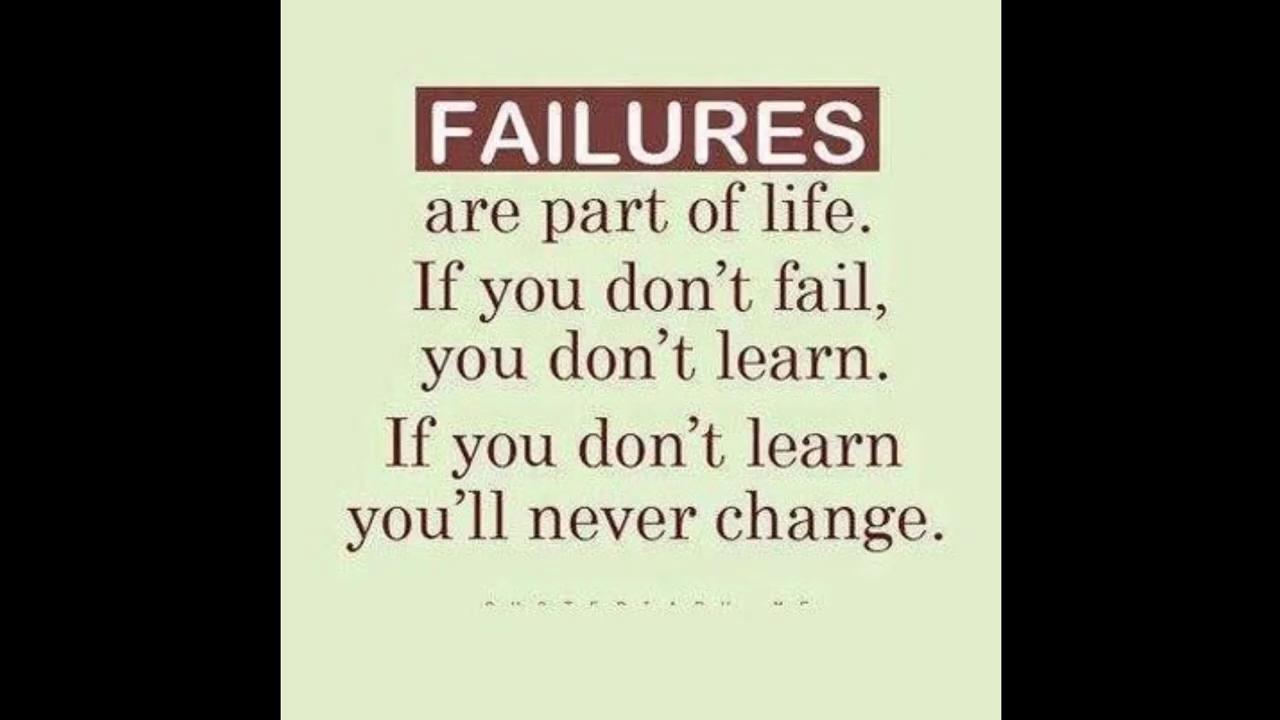 FAILURES
are part of life.
If you don’t fail,
you don’t learn.
If you don’t learn
you’ll never change.